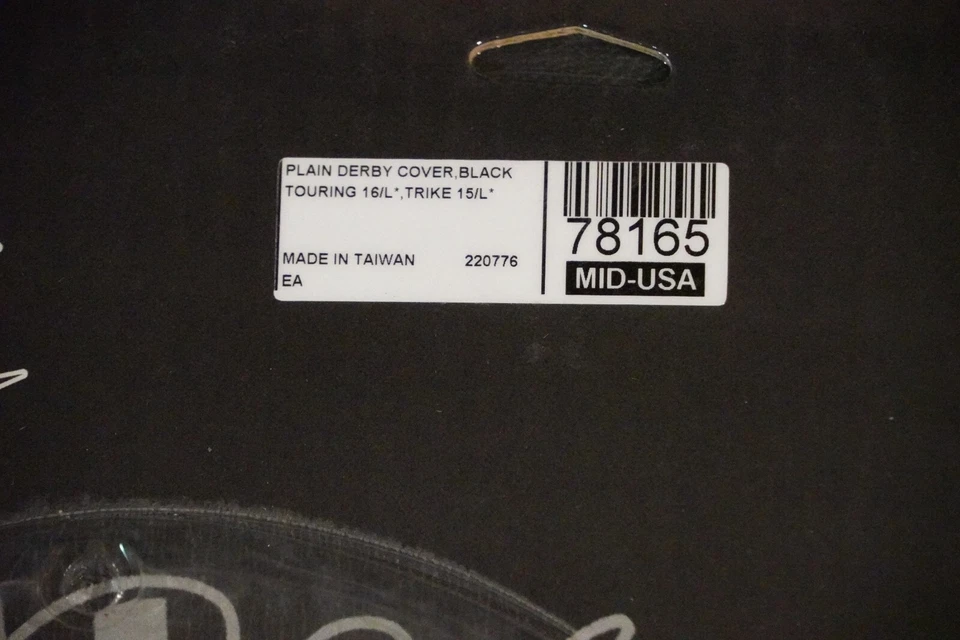 PLAIN DERBY COVER,BLACK
TOURING 16/L*,TRIKE 15/L*
MADE IN TAIWAN 220776
EA
78165
MID-USA